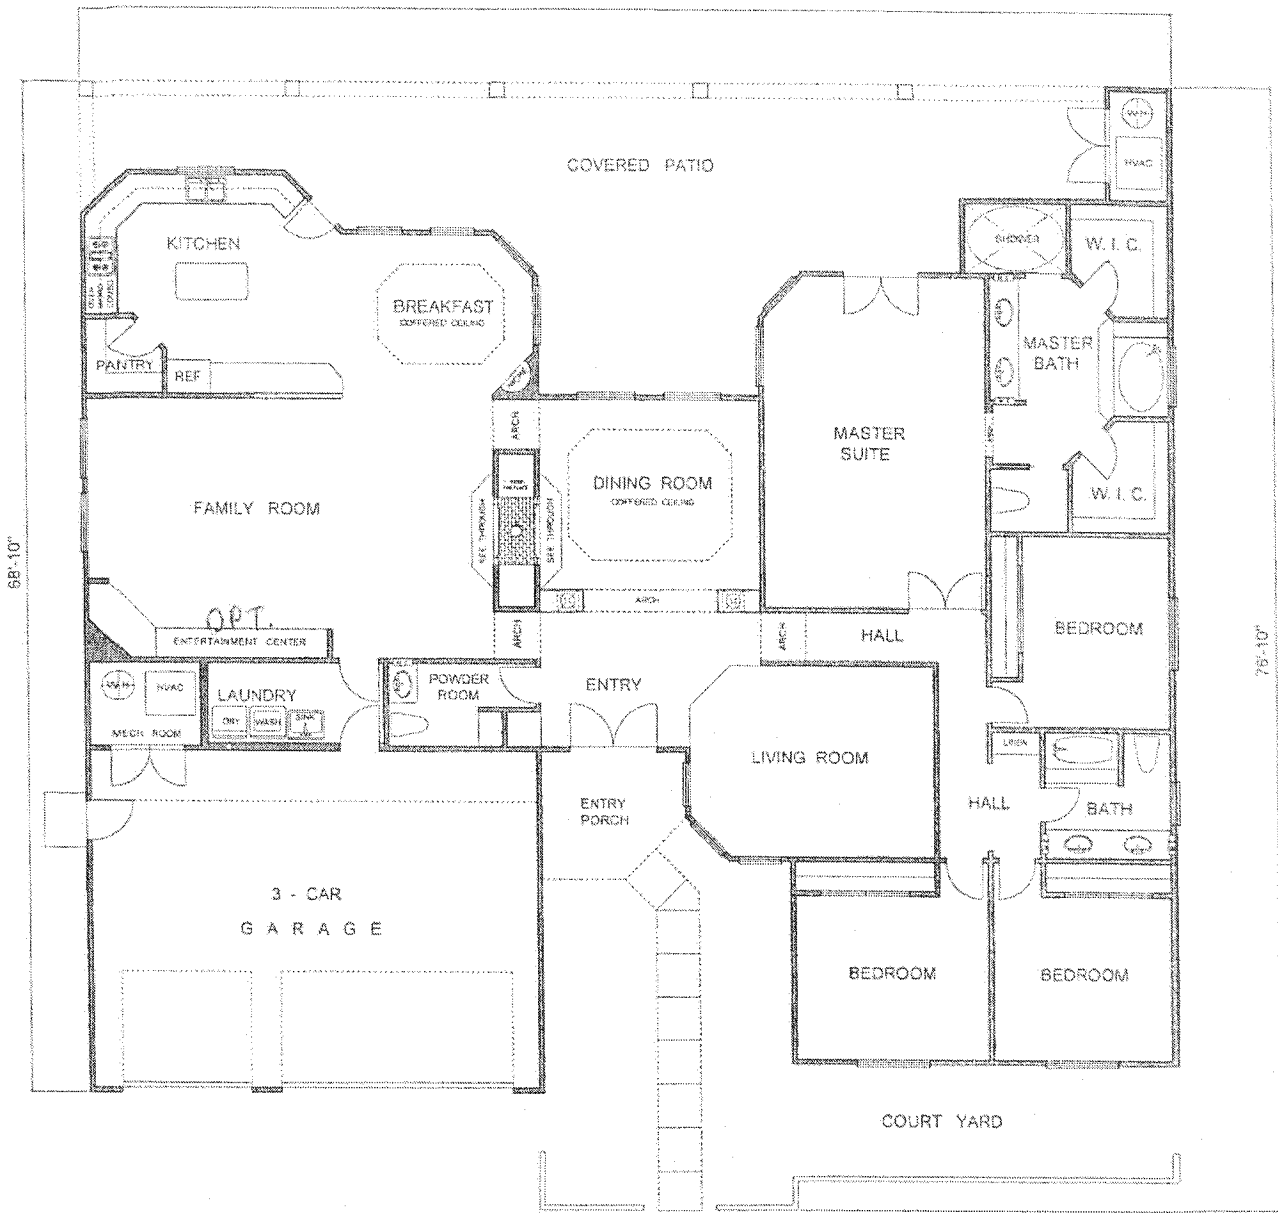 COVERED PATIO
HVAC
KITCHEN
SHOWER
W. I. C.
BREAKFAST
COFFERED CEILING
MASTER
BATH
PANTRY
REF
ARCH
MASTER
SUITE
DINING ROOM
COFFERED CEILING
W. I. C.
FAMILY ROOM
SEE THROUGH
SEE THROUGH
68'-10"
ARCH
OPT.
ENTERTAINMENT CENTER
ARCH
ARCH
HALL
BEDROOM
76'-10"
HVAC
LAUNDRY
POWDER
ROOM
ENTRY
DRY
WASH
SINK
MECH ROOM
LINEN
LIVING ROOM
ENTRY
PORCH
HALL
BATH
3 - CAR
GARAGE
BEDROOM
BEDROOM
COURT YARD